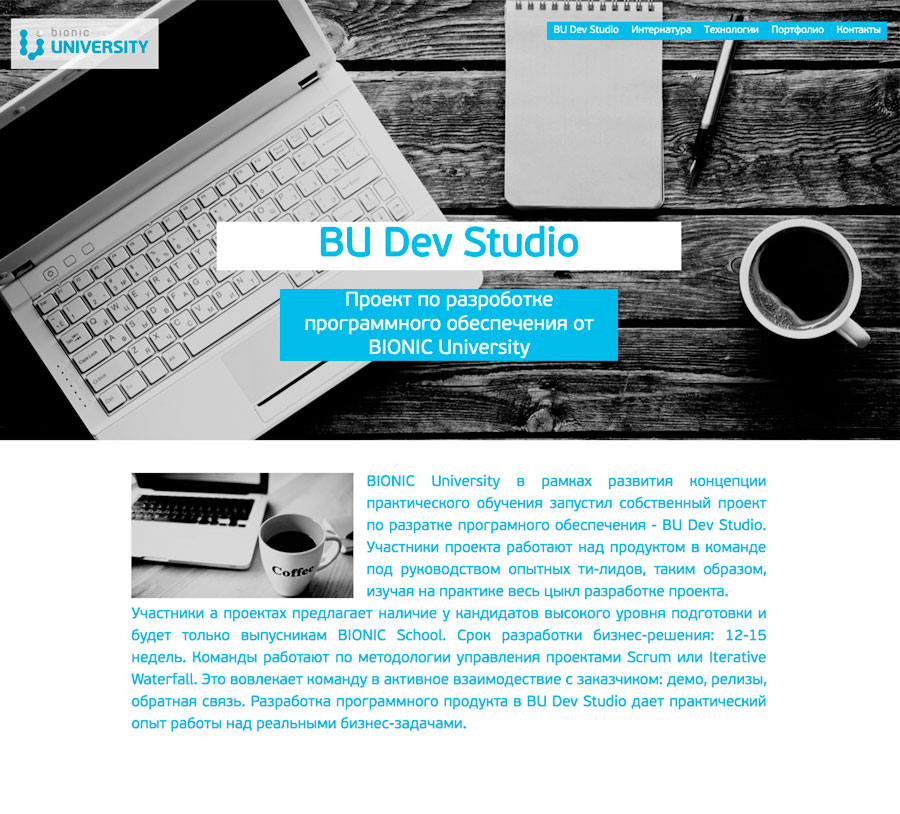 bionic
UNIVERSITY
BU Dev Studio Интернатура Технологии Портфолио Контакты
BU Dev Studio
Проект по разроботке
программного обеспечения от
BIONIC University
Coffee
BIONIC University в рамках развития концепции
практического обучения запустил собственный проект
по разратке програмного обеспечения - BU Dev Studio.
Участники проекта работают над продуктом в команде
под руководством опытных ти-лидов, таким образом,
изучая на практике весь цыкл разработке проекта.
Участники а проектах предлагает наличие у кандидатов высокого уровня подготовки и
будет только выпусникам BIONIC School. Срок разработки бизнес-решения: 12-15
недель. Команды работают по методологии управления проектами Scrum или Iterative
Waterfall. Это вовлекает команду в активное взаимодествие с заказчиком: демо, релизы,
обратная связь. Разработка программного продукта в BU Dev Studio дает практический
опыт работы над реальными бизнес-задачами.